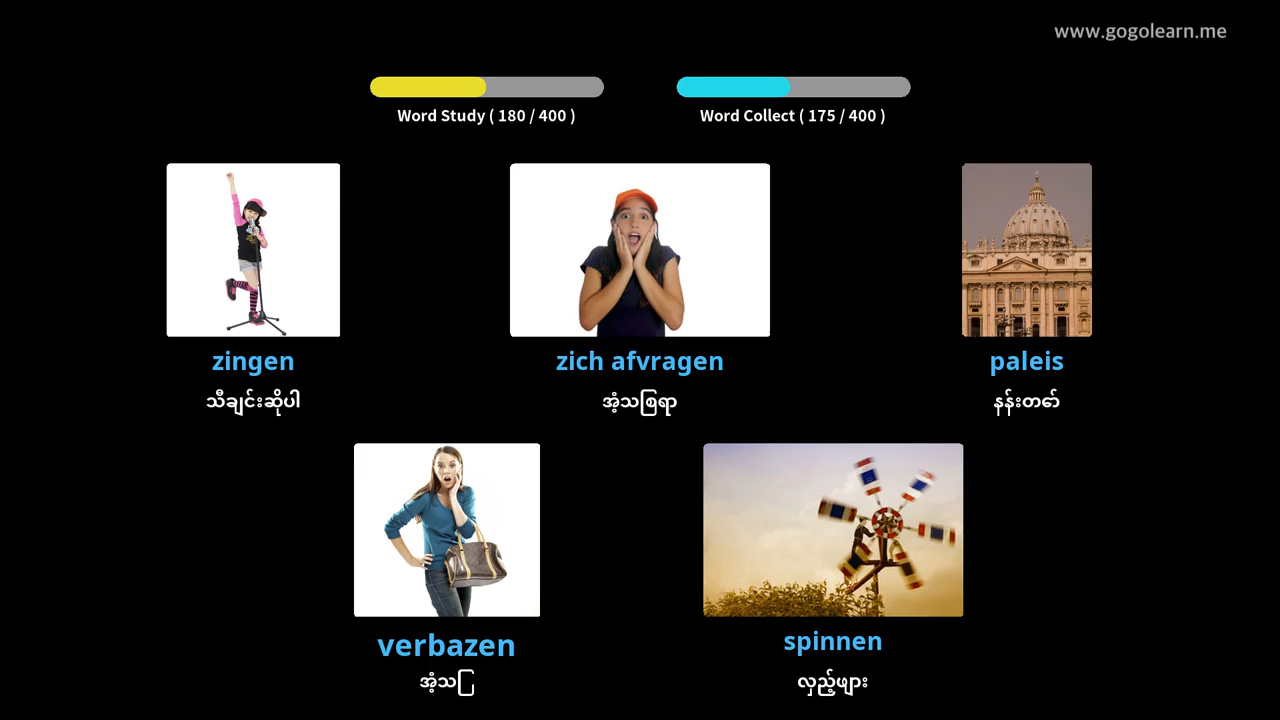 www.gogolearn.me
Word Study ( 180 / 400 )
Word Collect ( 175 / 400 )
zingen
zich afvragen
paleis
သီချင်းဆိုပါ
အံ့သစြရာ
နန်းတော်
verbazen
spinnen
အံ့သြ
လှည့်ဖျား